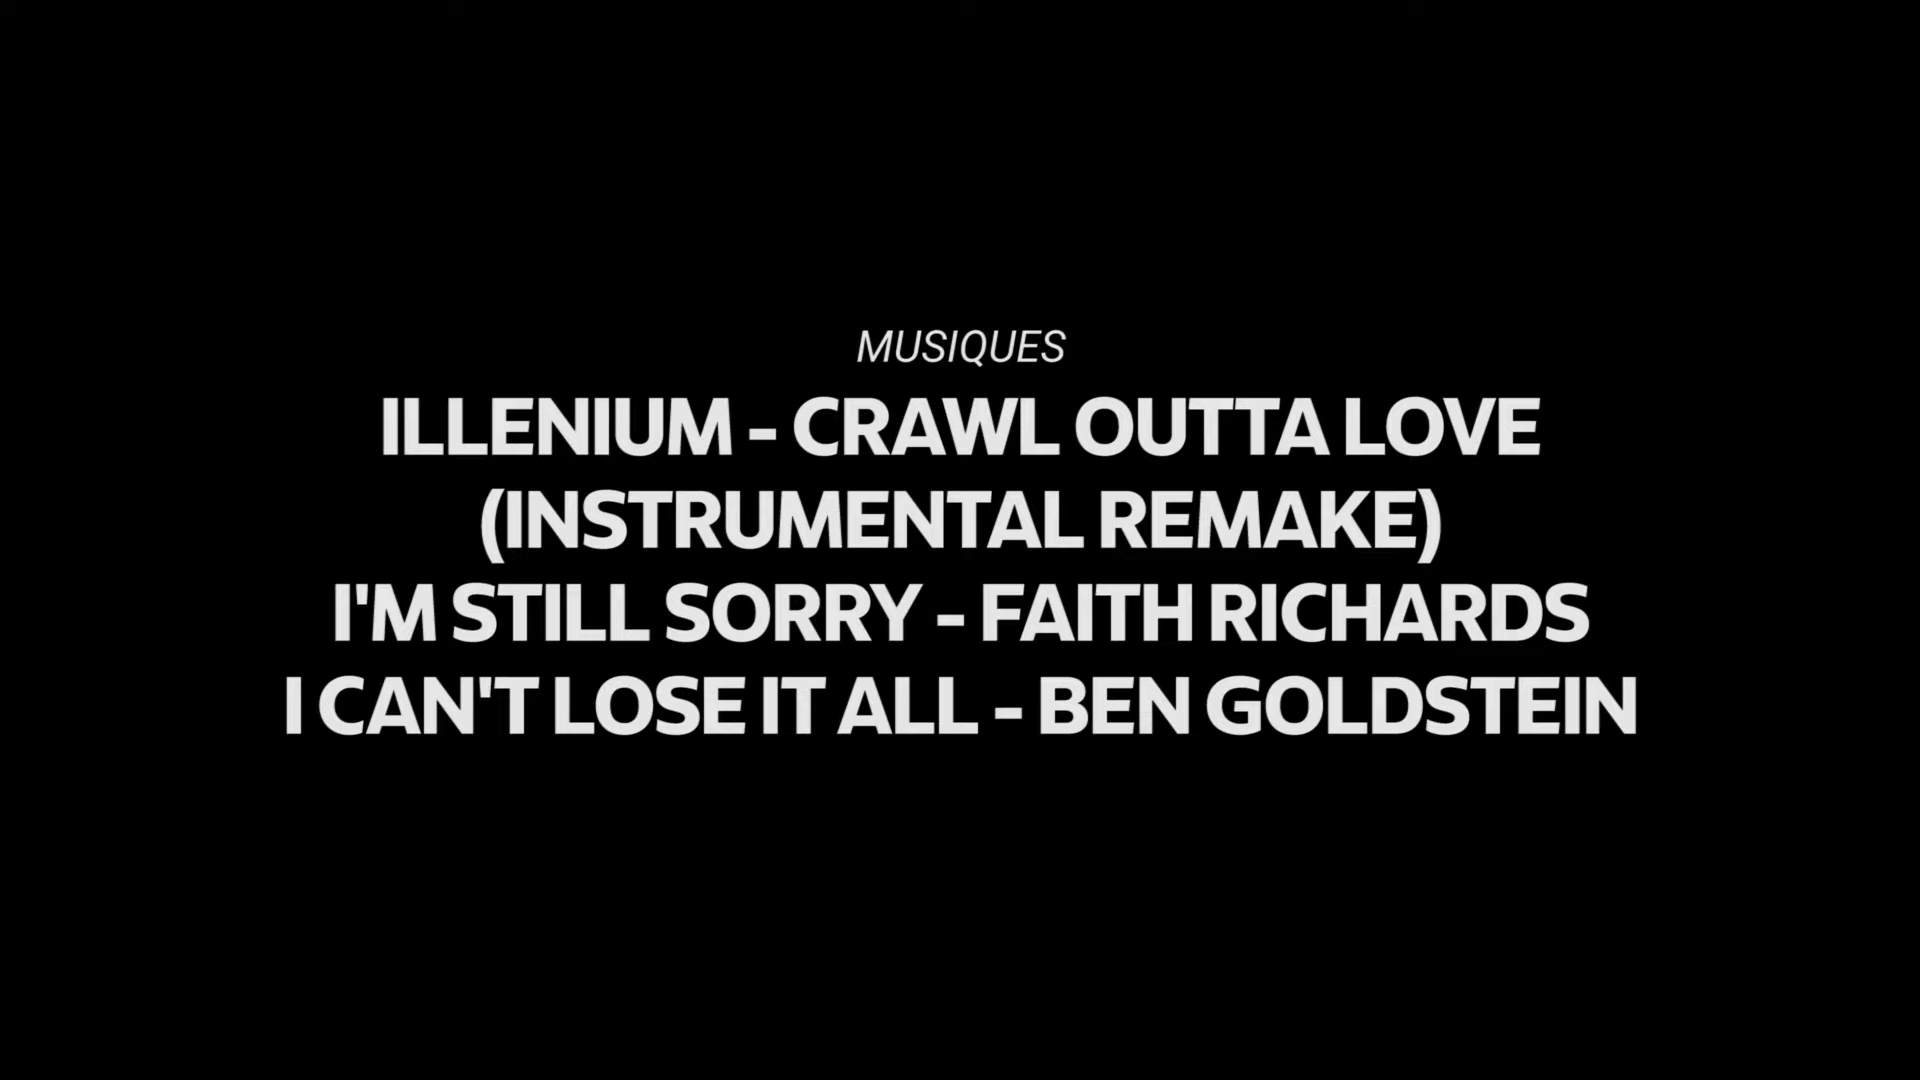 MUSIQUES
ILLENIUM - CRAWL OUTTA LOVE
(INSTRUMENTAL REMAKE)
I'M STILL SORRY - FAITH RICHARDS
I CAN'T LOSE IT ALL - BEN GOLDSTEIN